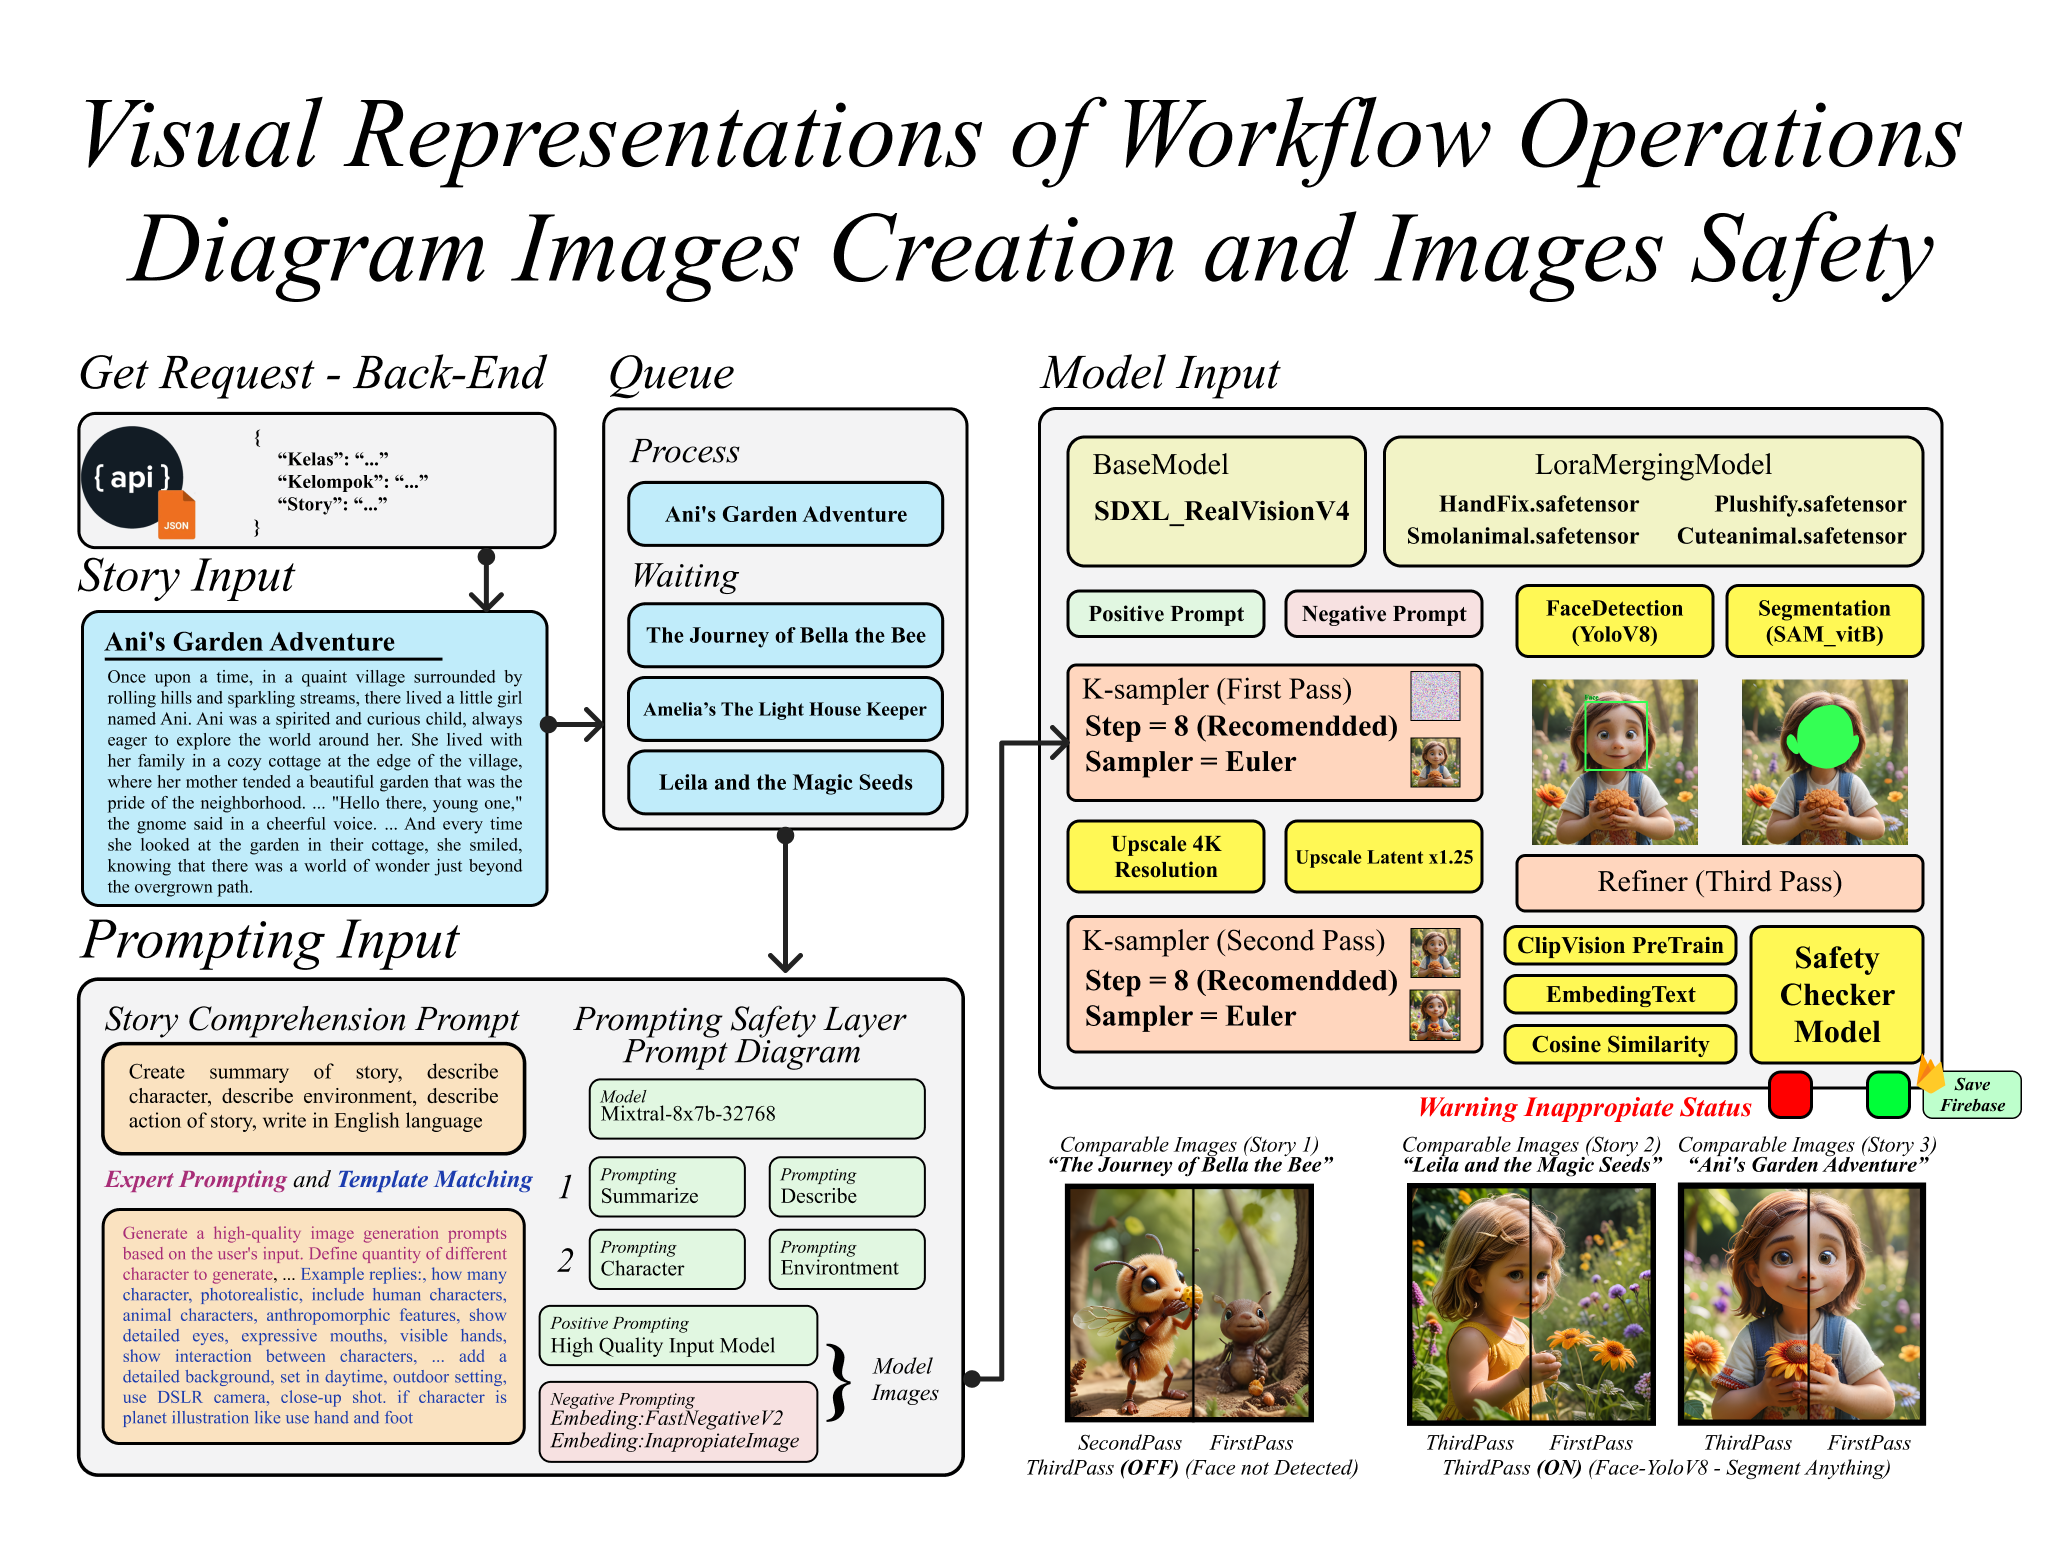 Visual Representations of Workflow Operations
Diagram Images Creation and Images Safety
Get Request - Back-End
{ api }
JSON
{
“Kelas”: “...”
“Kelompok”: “...”
“Story”: “...”
}
Story Input
Ani's Garden Adventure
Once upon a time, in a quaint village surrounded by
rolling hills and sparkling streams, there lived a little girl
named Ani. Ani was a spirited and curious child, always
eager to explore the world around her. She lived with
her family in a cozy cottage at the edge of the village,
where her mother tended a beautiful garden that was the
pride of the neighborhood. ... "Hello there, young one,"
the gnome said in a cheerful voice. ... And every time
she looked at the garden in their cottage, she smiled,
knowing that there was a world of wonder just beyond
the overgrown path.
Queue
Process
Ani's Garden Adventure
Waiting
The Journey of Bella the Bee
Amelia’s The Light House Keeper
Leila and the Magic Seeds
Prompting Input
Story Comprehension Prompt
Create summary of story, describe
character, describe environment, describe
action of story, write in English language
Expert Prompting and Template Matching
Generate a high-quality image generation prompts
based on the user's input. Define quantity of different
character to generate, ... Example replies:, how many
character, photorealistic, include human characters,
animal characters, anthropomorphic features, show
detailed eyes, expressive mouths, visible hands,
show interaction between characters, ... add a
detailed background, set in daytime, outdoor setting,
use DSLR camera, close-up shot. if character is
planet illustration like use hand and foot
Prompting Safety Layer
Prompt Diagram
Model
Mixtral-8x7b-32768
1
Prompting
Summarize
Prompting
Describe
2
Prompting
Character
Prompting
Environtment
Positive Prompting
High Quality Input Model
Negative Prompting
Embeding:FastNegativeV2
Embeding:InapropiateImage
}
Model
Images
Model Input
BaseModel
SDXL_RealVisionV4
LoraMergingModel
HandFix.safetensor
Plushify.safetensor
Smolanimal.safetensor
Cuteanimal.safetensor
Positive Prompt
Negative Prompt
K-sampler (First Pass)
Step = 8 (Recomendded)
Sampler = Euler
Upscale 4K
Resolution
Upscale Latent x1.25
K-sampler (Second Pass)
Step = 8 (Recomendded)
Sampler = Euler
FaceDetection
(YoloV8)
Segmentation
(SAM_vitB)
Face
Refiner (Third Pass)
ClipVision PreTrain
EmbedingText
Cosine Similarity
Safety
Checker
Model
Warning Inappropiate Status
Save
Firebase
Comparable Images (Story 1)
“The Journey of Bella the Bee”
SecondPass
FirstPass
ThirdPass (OFF) (Face not Detected)
Comparable Images (Story 2)
“Leila and the Magic Seeds”
ThirdPass
FirstPass
Comparable Images (Story 3)
“Ani's Garden Adventure”
ThirdPass
FirstPass
ThirdPass (ON) (Face-YoloV8 - Segment Anything)